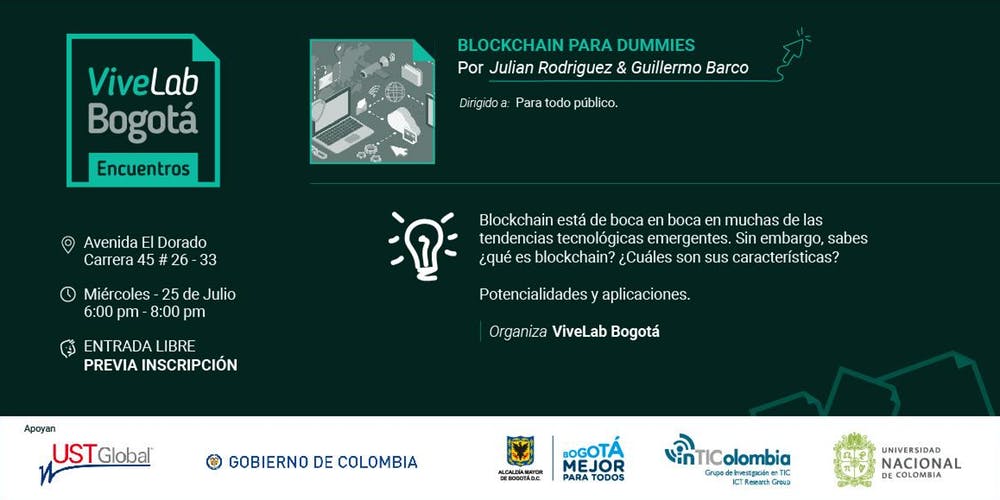 ViveLab
Bogotá
Encuentros
Avenida El Dorado
Carrera 45 # 26 - 33
Miércoles - 25 de Julio
6:00 pm - 8:00 pm
ENTRADA LIBRE
PREVIA INSCRIPCIÓN
BLOCKCHAIN PARA DUMMIES
Por Julian Rodriguez & Guillermo Barco
Dirigido a: Para todo público.
Blockchain está de boca en boca en muchas de las
tendencias tecnológicas emergentes. Sin embargo, sabes
¿qué es blockchain? ¿Cuáles son sus características?
Potencialidades y aplicaciones.
Organiza ViveLab Bogotá
Apoyan
UST Global
GOBIERNO DE COLOMBIA
ALCALDÍA MAYOR
DE BOGOTÁ D.C.
BOGOTÁ
MEJOR
PARA TODOS
inTIColombia
Grupo de Investigación en TIC
ICT Research Group
UNIVERSIDAD
NACIONAL
DE COLOMBIA